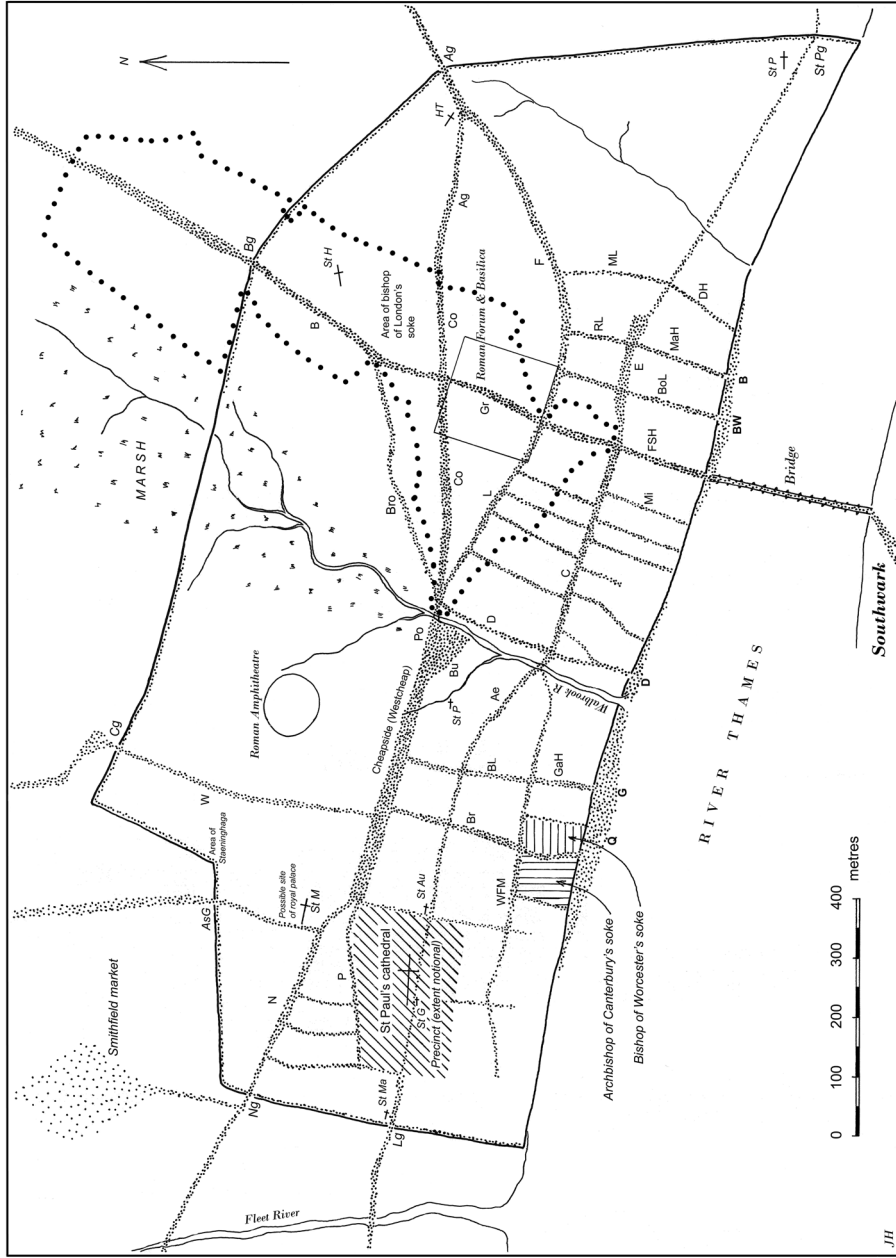 N
Smithfield market
Fleet River
Ng
Lg
St Ma
N
P
AsG
Possible site
of royal palace
St M
Area of
Staeninghaga
W
Cg
St Paul's cathedral
St G
Precinct (extent notional)
St Au
Roman Amphitheatre
Cheapside (Westcheap)
Po
Bu
St P
Ae
BL
Br
WFM
GaH
Walbrook R
Q
G
D
D
Archbishop of Canterbury's soke
Bishop of Worcester's soke
MARSH
Bg
B
St H
Area of bishop
of London's
soke
Bro
Co
Co
Ag
Ag
HT
Roman Forum & Basilica
Gr
L
F
C
E
Mi
FSH
BoL
RL
MaH
ML
DH
BW
B
Bridge
St P
St Pg
RIVER THAMES
Southwark
0 100 200 300 400
metres
JH